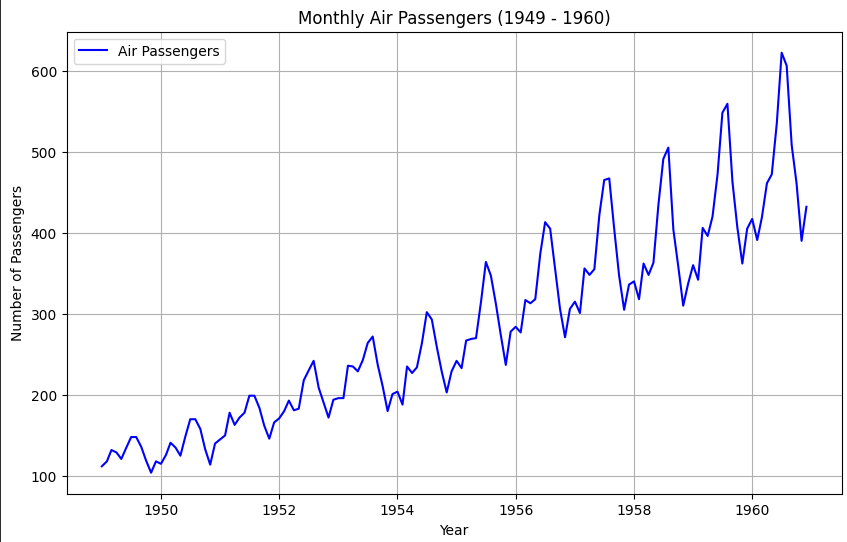 Monthly Air Passengers (1949 - 1960)
Air Passengers
600
500
400
300
200
100
Number of Passengers
1950 1952 1954 1956 1958 1960
Year